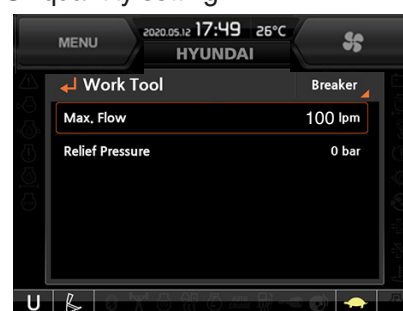 quantity setting
MENU
2020.05.12 17:49 26°C
HYUNDAI
Work Tool
Breaker
Max. Flow
100 lpm
Relief Pressure
0 bar
U